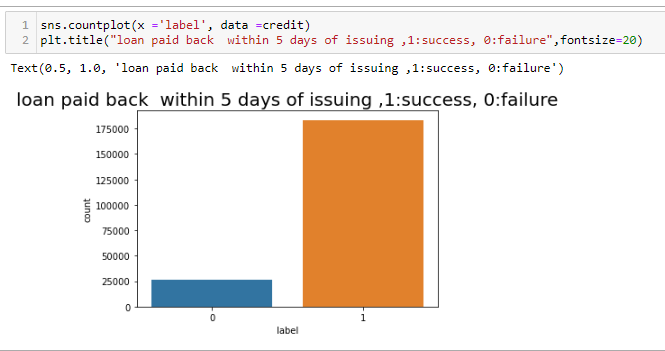 1 sns.countplot(x ='label', data =credit)
2 plt.title("loan paid back  within 5 days of issuing ,1:success, 0:failure",fontsize=20)
Text(0.5, 1.0, 'loan paid back  within 5 days of issuing ,1:success, 0:failure')
loan paid back  within 5 days of issuing ,1:success, 0:failure
175000
150000
125000
100000
75000
50000
25000
0
count
0 1
label